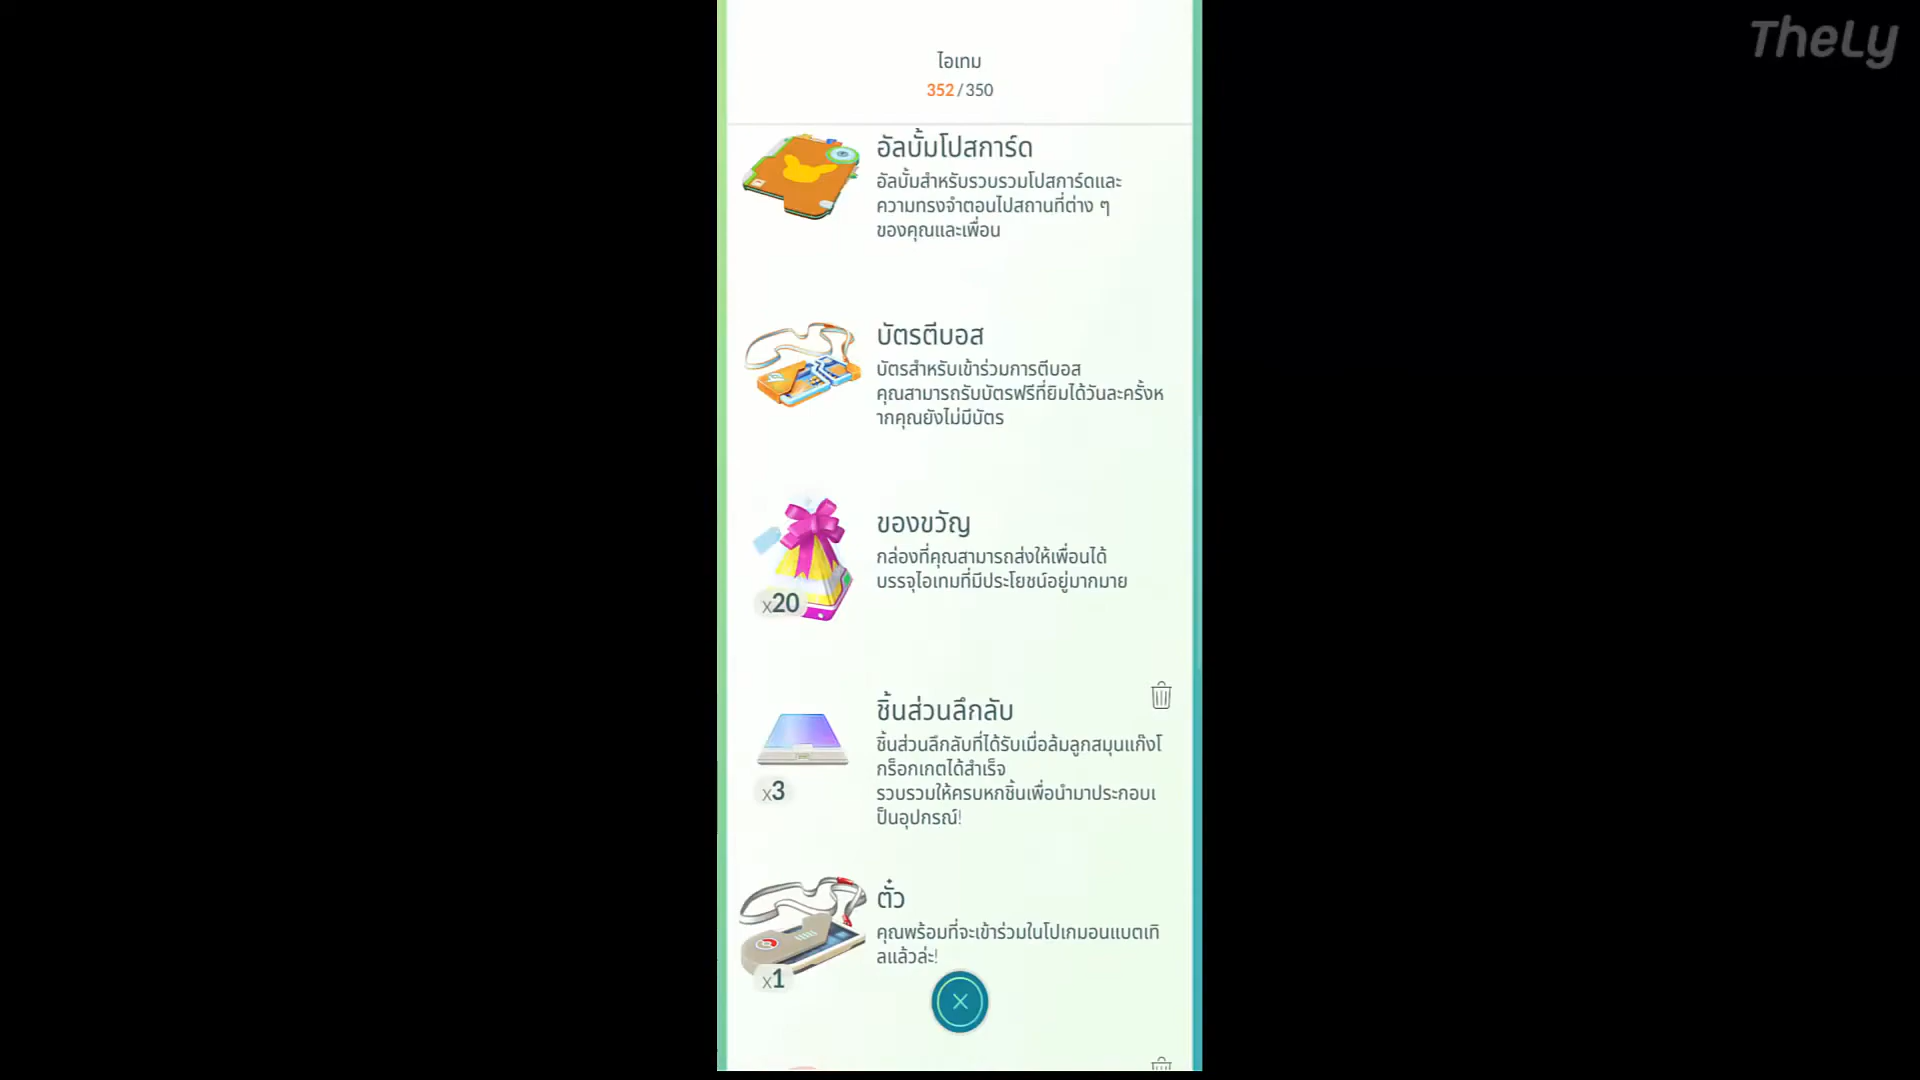 TheLy
ไอเทม
352/350
อัลบั้มโปสการ์ด
อัลบั้มสำหรับรวบรวมโปสการ์ดและ
ความทรงจำตอนไปสถานที่ต่าง ๆ
ของคุณและเพื่อน
บัตรตีบอส
บัตรสำหรับเข้าร่วมการตีบอส
คุณสามารถรับบัตรฟรีที่ยิมได้วันละครั้งห
ากคุณยังไม่มีบัตร
ของขวัญ
กล่องที่คุณสามารถส่งให้เพื่อนได้
บรรจุไอเทมที่มีประโยชน์อยู่มากมาย
x20
ชิ้นส่วนลึกลับ
ชิ้นส่วนลึกลับที่ได้รับเมื่อล้มลูกสมุนแก๊งโ
กร็อกเกตได้สำเร็จ
รวบรวมให้ครบหกชิ้นเพื่อนำมาประกอบเ
ป็นอุปกรณ์!
x3
ตั๋ว
คุณพร้อมที่จะเข้าร่วมในโปเกมอนแบตเทิ
ลแล้วล่ะ!
x1